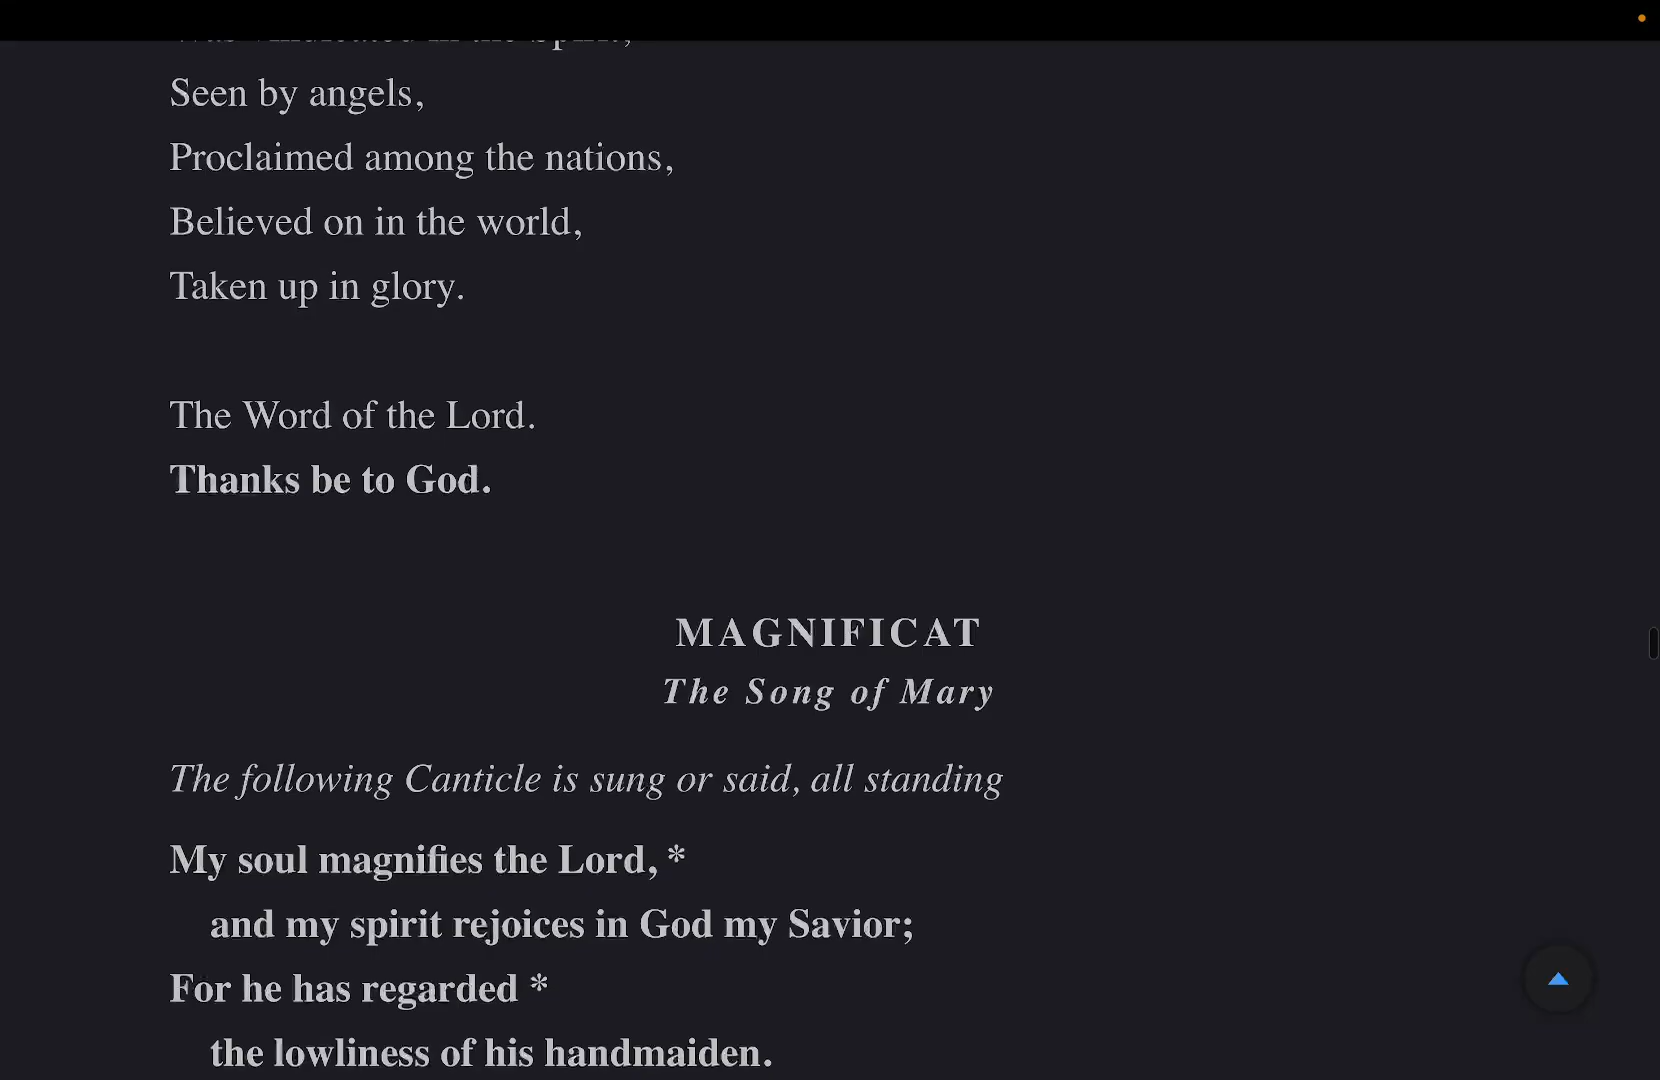 in the Spirit,
Seen by angels,
Proclaimed among the nations,
Believed on in the world,
Taken up in glory.
The Word of the Lord.
Thanks be to God.
MAGNIFICAT
The Song of Mary
The following Canticle is sung or said, all standing
My soul magnifies the Lord, *
and my spirit rejoices in God my Savior;
For he has regarded *
the lowliness of his handmaiden.